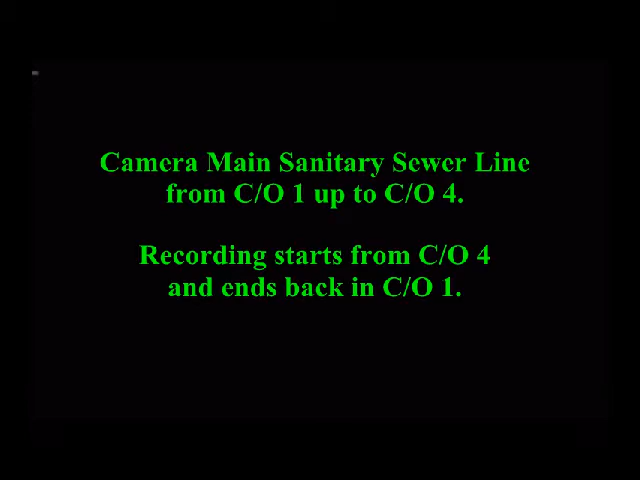 Camera Main Sanitary Sewer Line
from C/O 1 up to C/O 4.
Recording starts from C/O 4
and ends back in C/O 1.